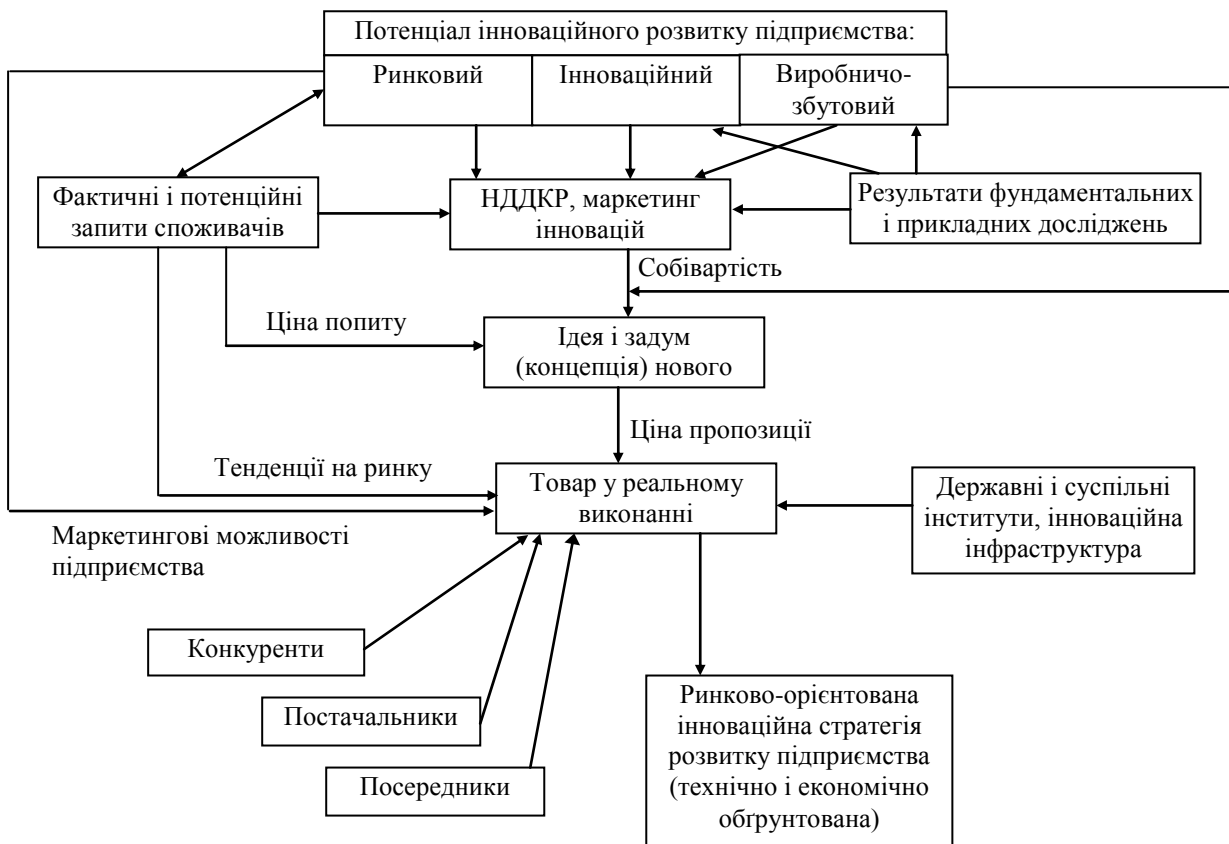 Потенціал інноваційного розвитку підприємства:
Ринковий
Інноваційний
Виробничо-
збутовий
Фактичні і потенційні
запити споживачів
НДДКР, маркетинг
інновацій
Результати фундаментальних
і прикладних досліджень
Собівартість
Ціна попиту
Ідея і задум
(концепція) нового
Ціна пропозиції
Тенденції на ринку
Товар у реальному
виконанні
Державні і суспільні
інститути, інноваційна
інфраструктура
Маркетингові можливості
підприємства
Конкуренти
Постачальники
Посередники
Ринково-орієнтована
інноваційна стратегія
розвитку підприємства
(технічно і економічно
обґрунтована)